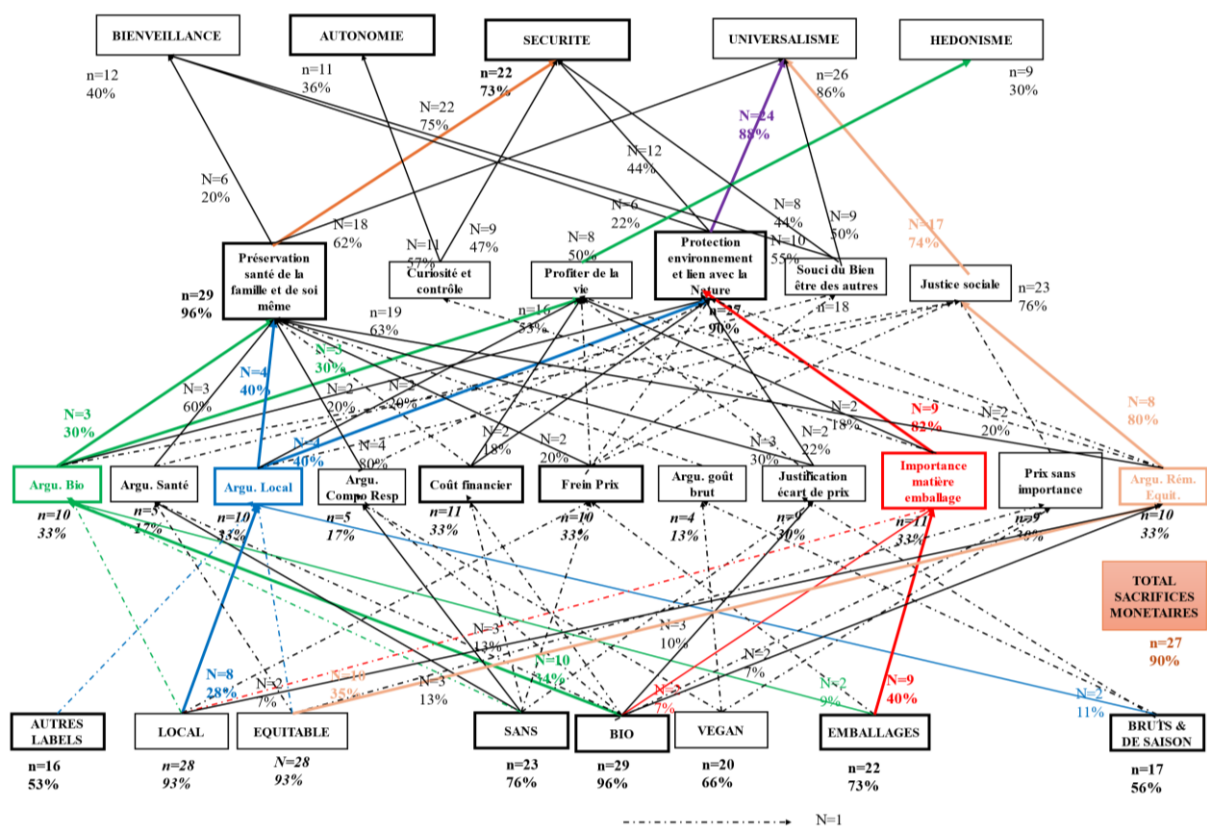 BIENVEILLANCE
AUTONOMIE
SECURITE
UNIVERSALISME
HEDONISME
n=12
40%
n=11
36%
n=22
73%
n=26
86%
n=9
30%
N=22
75%
N=24
88%
N=12
44%
N=6
20%
N=18
62%
N=11
57%
N=9
47%
N=8
50%
N=6
22%
N=8
44%
N=10
55%
N=9
50%
N=17
74%
Préservation
santé de la
famille et de soi
même
Curiosité et
contrôle
Profiter de la
vie
Protection
environnement
et lien avec la
Nature
Souci du Bien
être des autres
Justice sociale
n=29
96%
n=19
63%
n=16
53%
n=27
90%
n=18
n=23
76%
N=3
30%
N=3
60%
N=4
40%
N=3
30%
N=2
20%
N=2
20%
N=4
40%
N=4
80%
N=2
18%
N=2
20%
N=3
30%
N=2
22%
N=2
18%
N=9
82%
N=2
20%
N=8
80%
Argu. Bio
Argu. Santé
Argu. Local
Argu.
Compo Resp
Coût financier
Frein Prix
Argu. goût
brut
Justification
écart de prix
Importance
matière
emballage
Prix sans
importance
Argu. Rém.
Equit.
n=10
33%
n=5
17%
n=10
33%
n=5
17%
n=11
33%
n=10
33%
n=4
13%
n=9
30%
n=11
33%
n=9
30%
n=10
33%
TOTAL
SACRIFICES
MONETAIRES
n=27
90%
N=8
28%
N=2
7%
N=10
35%
N=3
13%
13%
N=10
34%
N=3
10%
7%
N=2
7%
N=2
9%
N=9
40%
N=2
11%
AUTRES
LABELS
LOCAL
EQUITABLE
SANS
BIO
VEGAN
EMBALLAGES
BRUTS &
DE SAISON
n=16
53%
n=28
93%
N=28
93%
n=23
76%
n=29
96%
n=20
66%
n=22
73%
n=17
56%
N=1